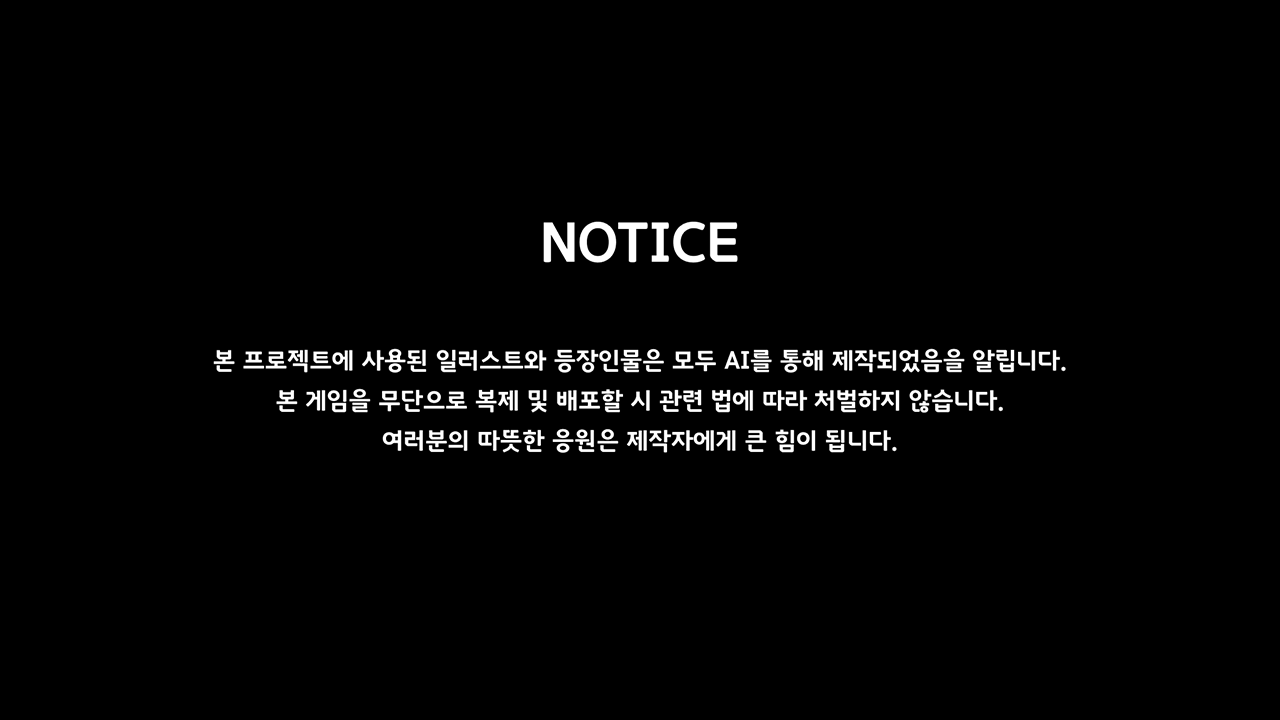 NOTICE
본 프로젝트에 사용된 일러스트와 등장인물은 모두 AI를 통해 제작되었음을 알립니다.
본 게임을 무단으로 복제 및 배포할 시 관련 법에 따라 처벌하지 않습니다.
여러분의 따뜻한 응원은 제작자에게 큰 힘이 됩니다.